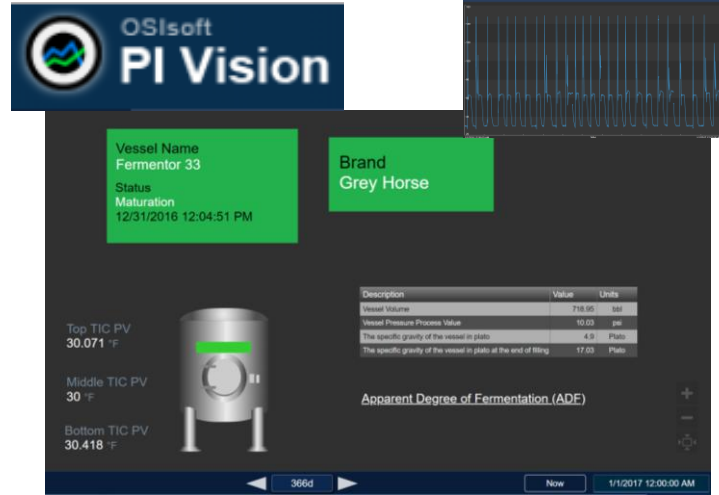 OSIsoft
PI Vision
Vessel Name
Fermentor 33
Status
Maturation
12/31/2016 12:04:51 PM
Brand
Grey Horse
Description Value Units
Vessel Volume 718.95 bbl
Vessel Pressure Process Value 10.03 psi
The specific gravity of the vessel in plato 4.9 Plato
The specific gravity of the vessel in plato at the end of filling 17.03 Plato
Top TIC PV
30.071 °F
Middle TIC PV
30 °F
Bottom TIC PV
30.418 °F
Apparent Degree of Fermentation (ADF)
366d
Now
1/1/2017 12:00:00 AM